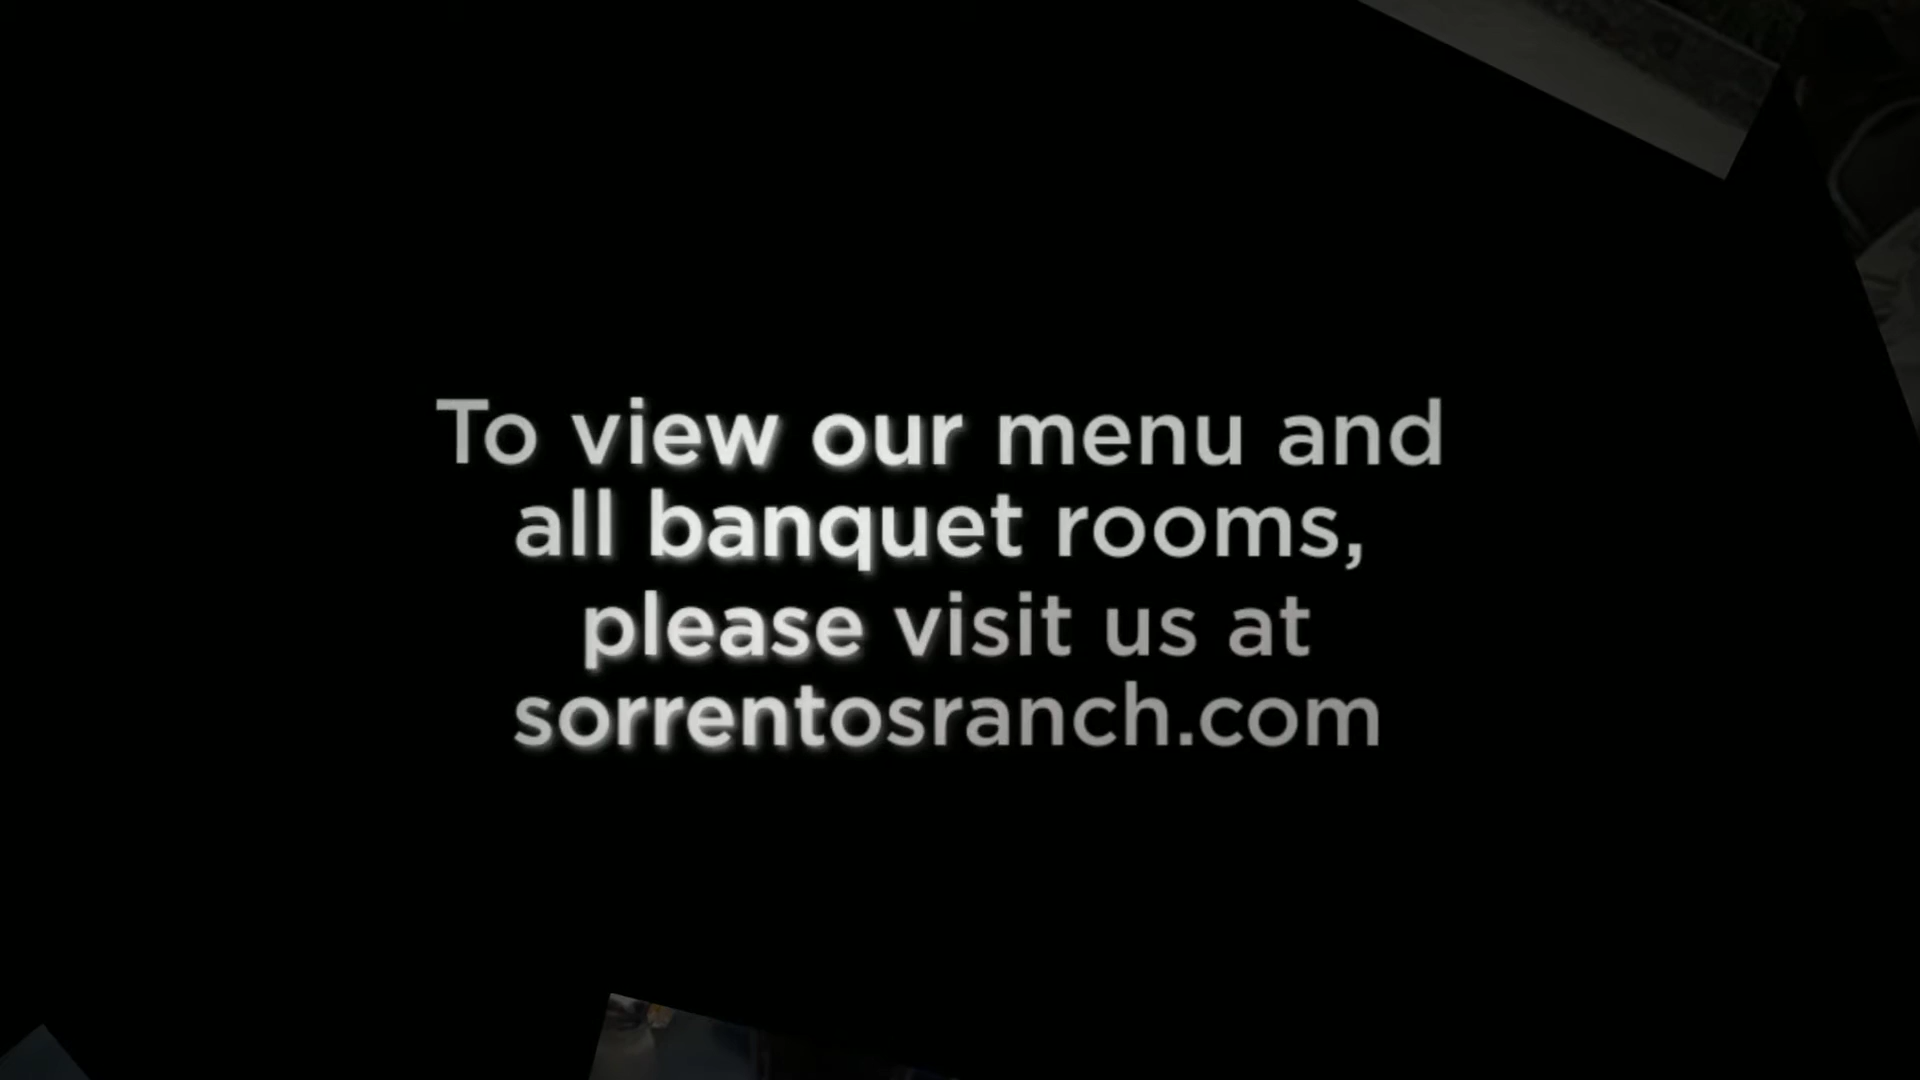 To view our menu and
all banquet rooms,
please visit us at
sorrentosranch.com